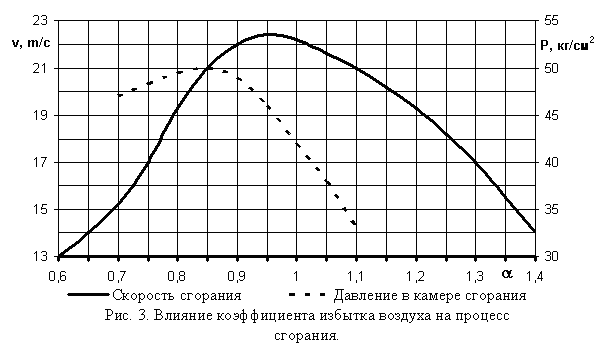 23 55
v, m/c P, кг/см²
21 50
19 45
17 40
15 35
13 30
0,6 0,7 0,8 0,9 1 1,1 1,2 1,3 α 1,4
Скорость сгорания Давление в камере сгорания
Рис. 3. Влияние коэффициента избытка воздуха на процесс
сгорания.